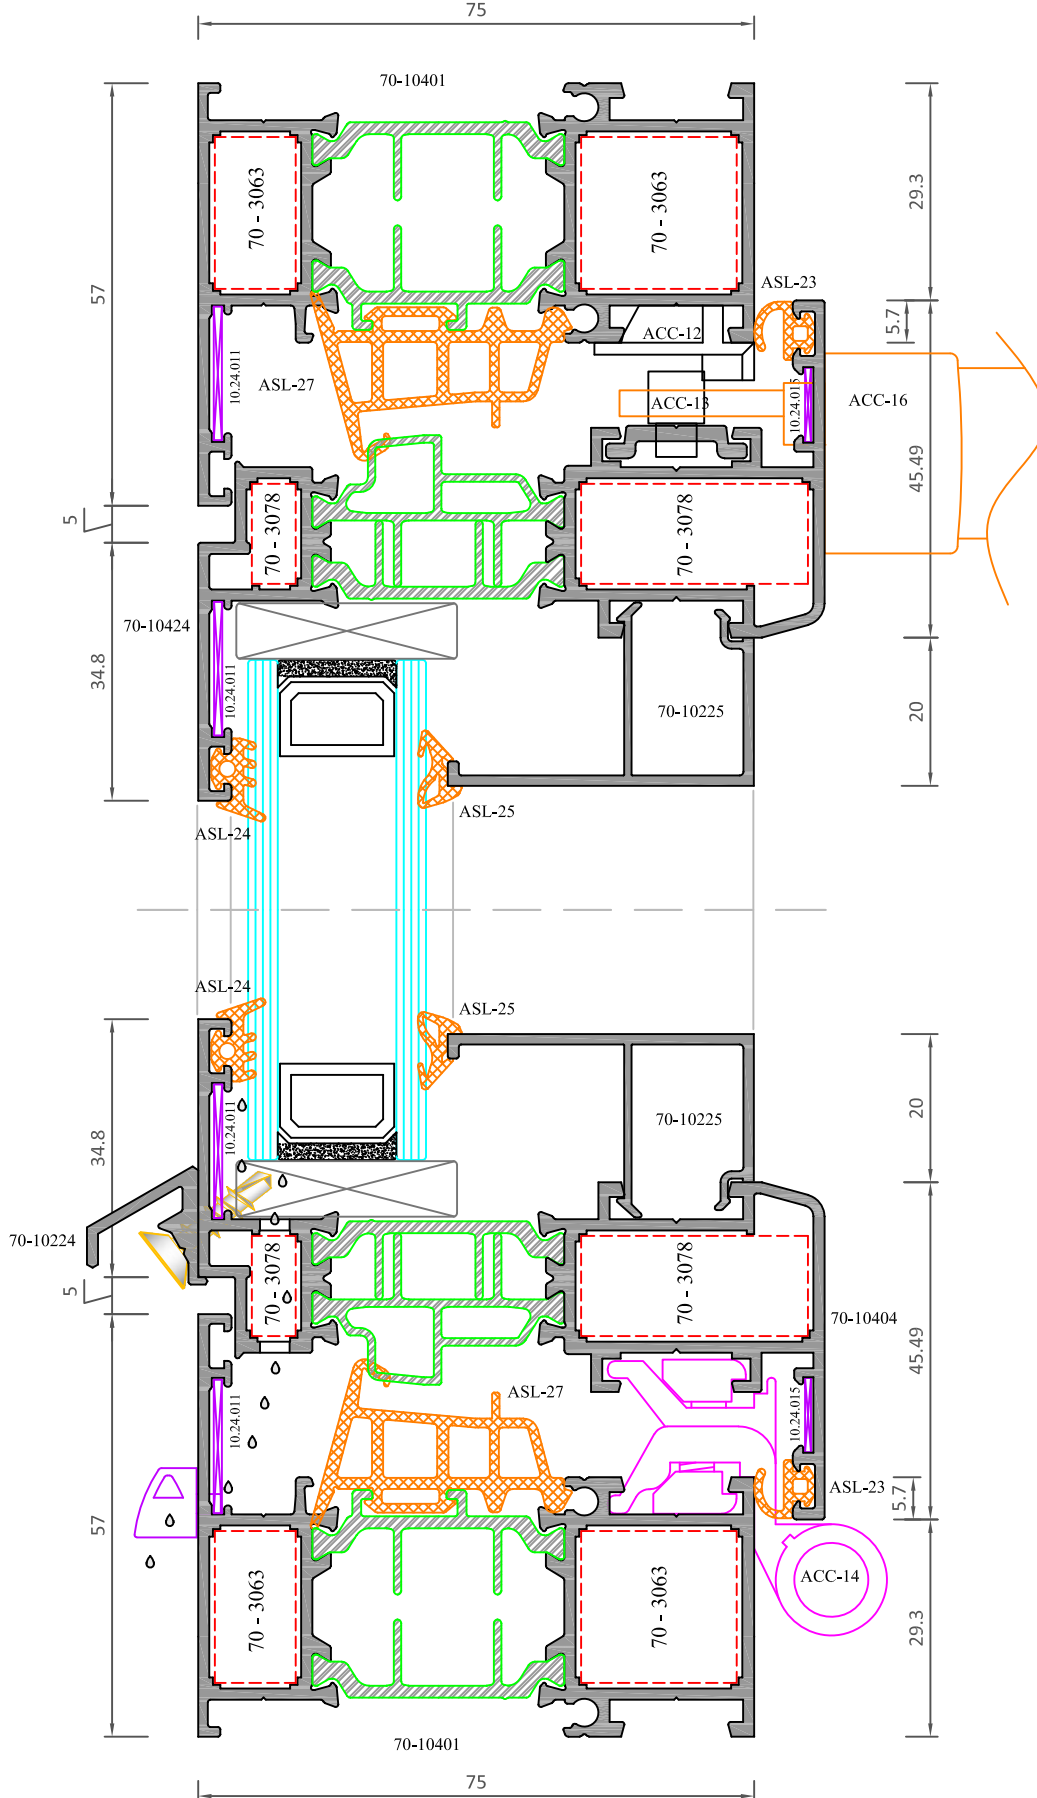 75
70-10401
57
29.3
70 - 3063
70 - 3063
ASL-23
5.7
ACC-12
10.24.011
ASL-27
ACC-13
10.24.015
ACC-16
45.49
5
70 - 3078
70 - 3078
70-10424
34.8
10.24.011
70-10225
20
ASL-24
ASL-25
ASL-24
ASL-25
34.8
10.24.011
70-10225
20
70-10224
5
70 - 3078
70 - 3078
70-10404
45.49
10.24.011
ASL-27
10.24.015
ASL-23
5.7
57
70 - 3063
70 - 3063
ACC-14
29.3
70-10401
75